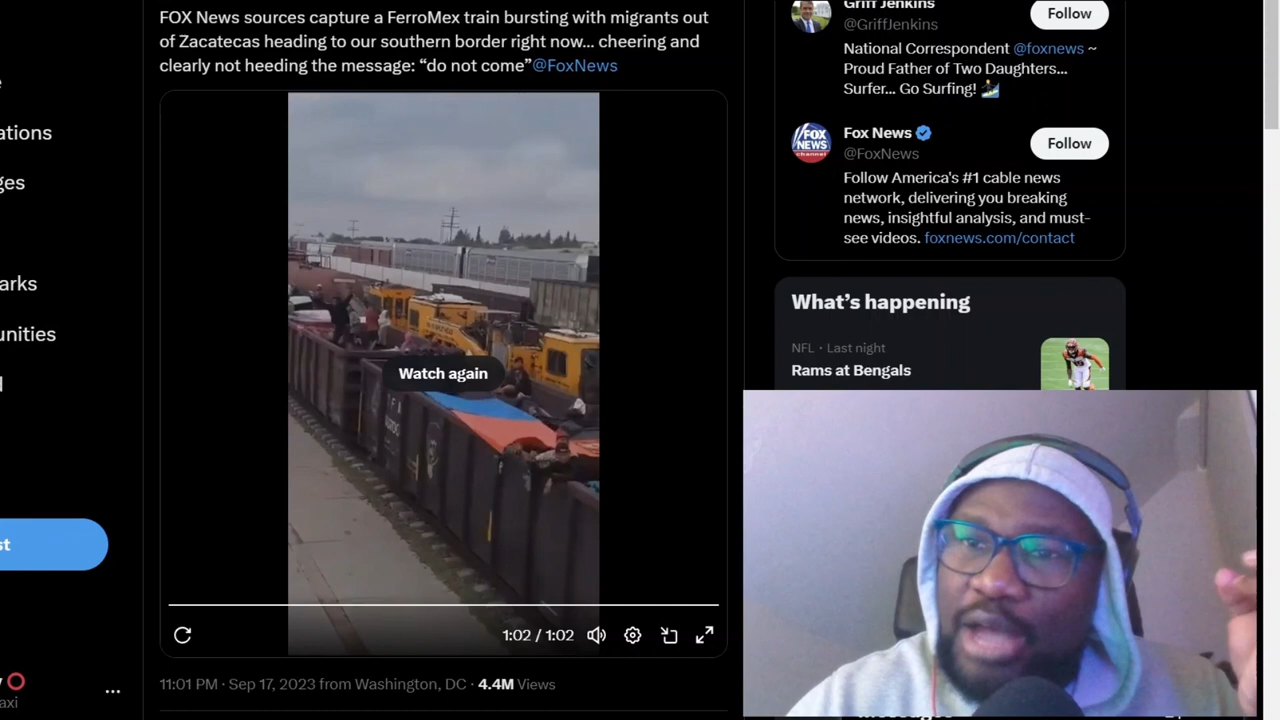 FOX News sources capture a FerroMex train bursting with migrants out
of Zacatecas heading to our southern border right now... cheering and
clearly not heeding the message: “do not come”@FoxNews
Watch again
1:02 / 1:02
11:01 PM · Sep 17, 2023 from Washington, DC · 4.4M Views
ations
ges
arks
unities
st
axi
Griff Jenkins
@GriffJenkins
Follow
National Correspondent @foxnews ~
Proud Father of Two Daughters...
Surfer... Go Surfing!
FOX
NEWS
channel
Fox News
@FoxNews
Follow
Follow America's #1 cable news
network, delivering you breaking
news, insightful analysis, and must-
see videos. foxnews.com/contact
What’s happening
NFL · Last night
Rams at Bengals